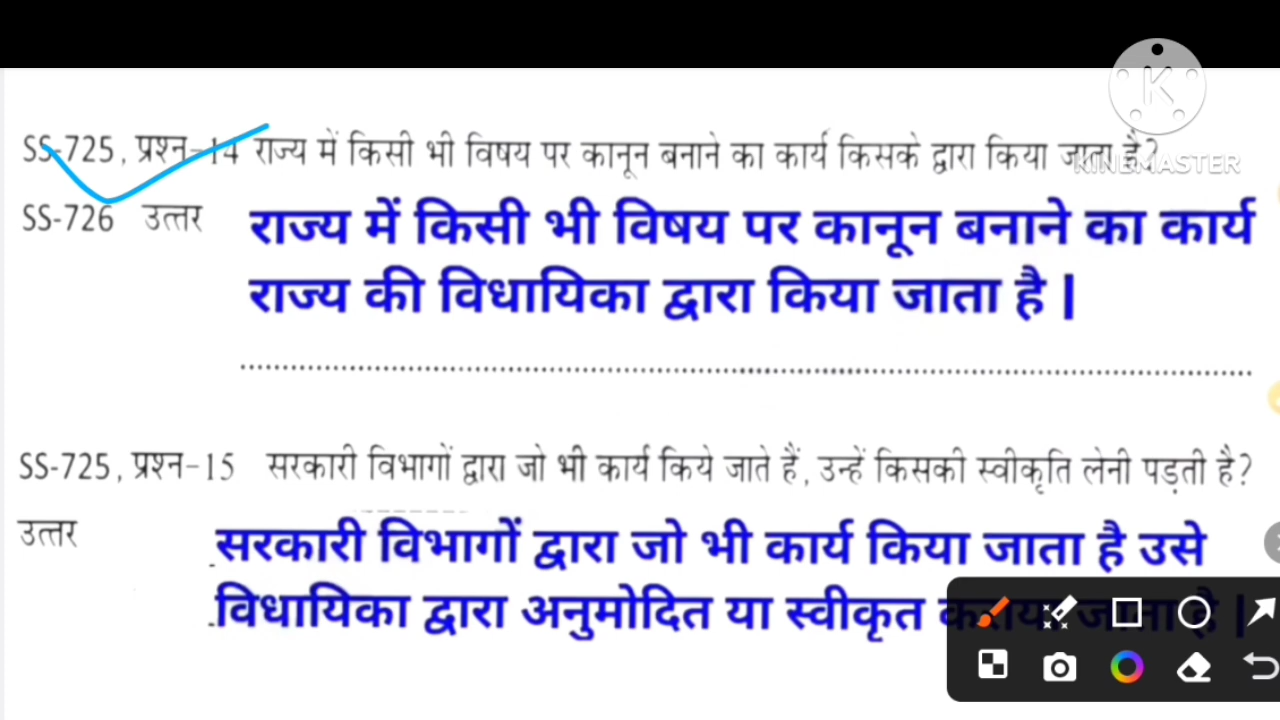 SS-725, प्रश्न-14 राज्य में किसी भी विषय पर कानून बनाने का कार्य किसके द्वारा किया जाता है?
KINEMASTER
SS-726 उत्तर राज्य में किसी भी विषय पर कानून बनाने का कार्य
राज्य की विधायिका द्वारा किया जाता है |
SS-725, प्रश्न-15 सरकारी विभागों द्वारा जो भी कार्य किये जाते हैं, उन्हें किसकी स्वीकृति लेनी पड़ती है?
उत्तर सरकारी विभागों द्वारा जो भी कार्य किया जाता है उसे
विधायिका द्वारा अनुमोदित या स्वीकृत कराया जाता है |